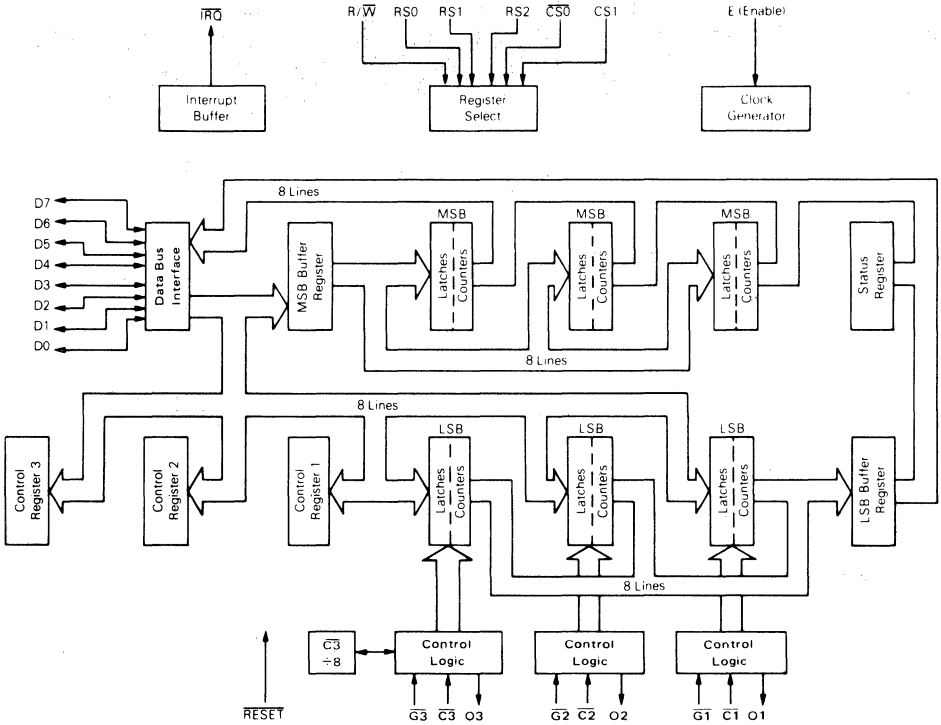 IRQ
R/W RS0 RS1 RS2 CS0 CS1
E (Enable)
Interrupt
Buffer
Register
Select
Clock
Generator
8 Lines
D7
D6
D5
D4
D3
D2
D1
D0
Data Bus
Interface
MSB Buffer
Register
MSB
Latches
Counters
MSB
Latches
Counters
MSB
Latches
Counters
Status
Register
8 Lines
8 Lines
Control
Register 3
Control
Register 2
Control
Register 1
LSB
Latches
Counters
LSB
Latches
Counters
LSB
Latches
Counters
LSB Buffer
Register
8 Lines
RESET
C3
÷8
Control
Logic
Control
Logic
Control
Logic
G3 C3 O3
G2 C2 O2
G1 C1 O1